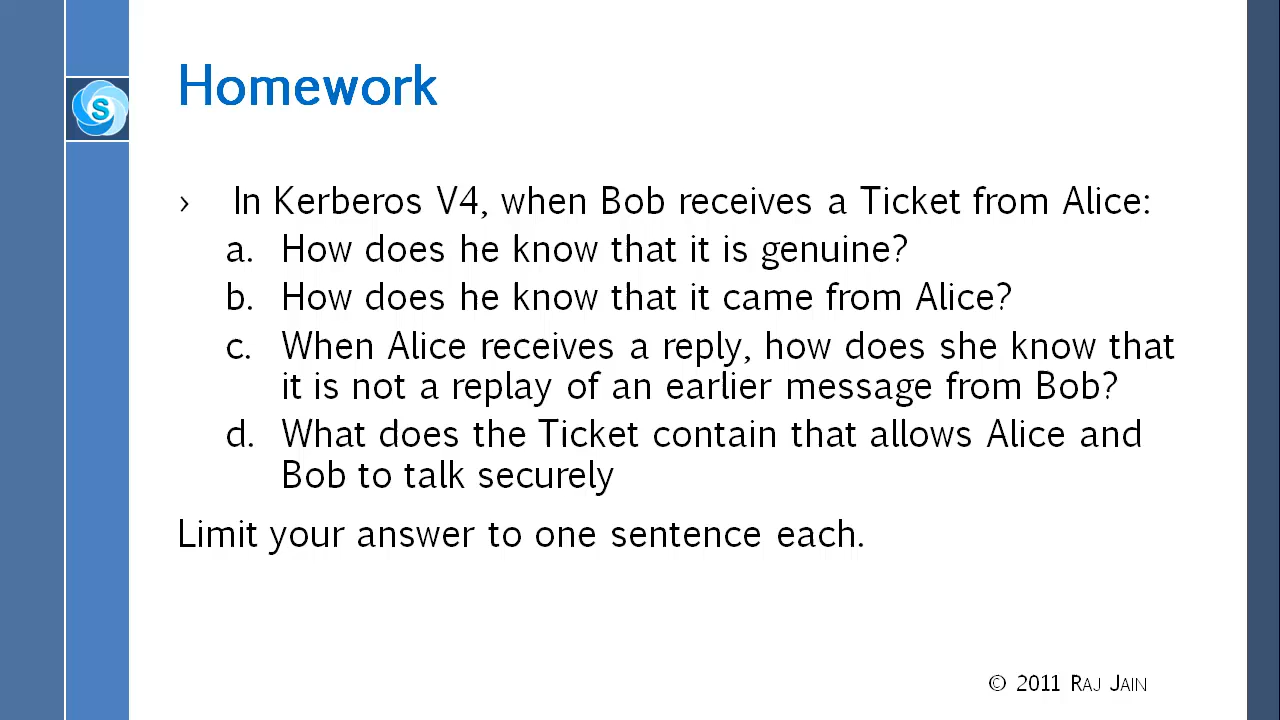 Homework
S
› In Kerberos V4, when Bob receives a Ticket from Alice:
a. How does he know that it is genuine?
b. How does he know that it came from Alice?
c. When Alice receives a reply, how does she know that
it is not a replay of an earlier message from Bob?
d. What does the Ticket contain that allows Alice and
Bob to talk securely
Limit your answer to one sentence each.
© 2011 RAJ JAIN